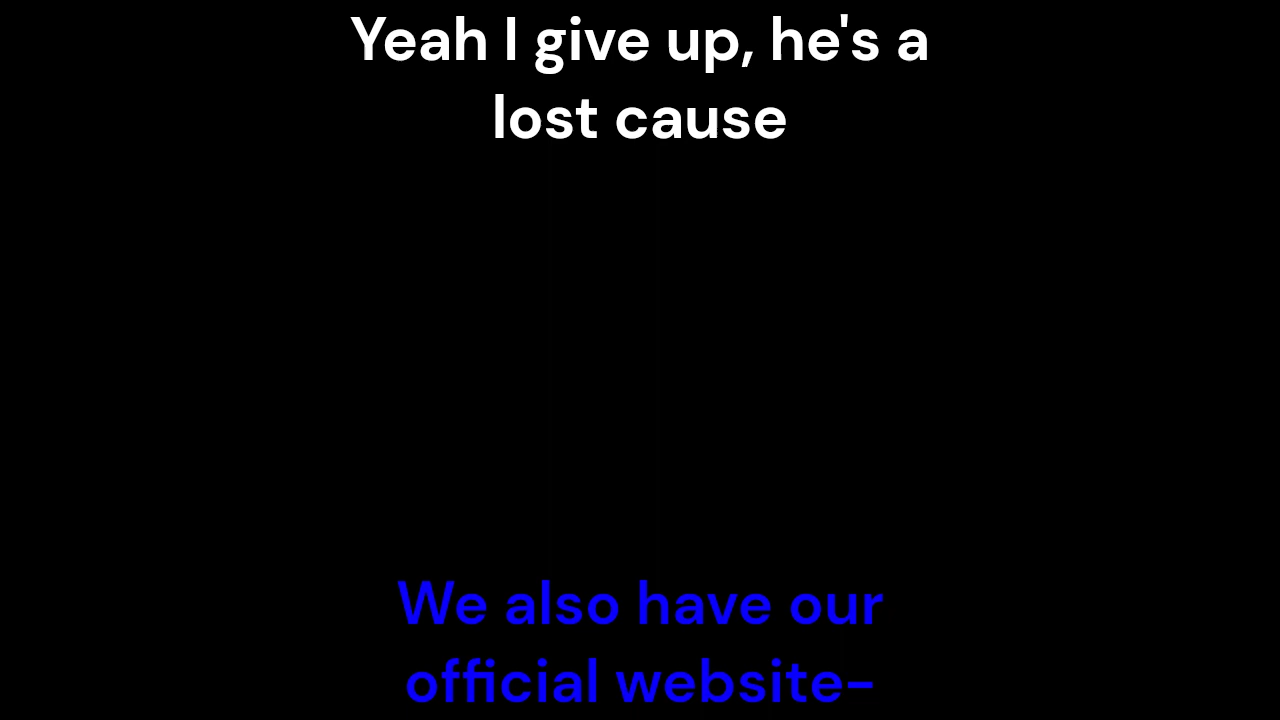 Yeah I give up, he's a
lost cause
We also have our
official website-